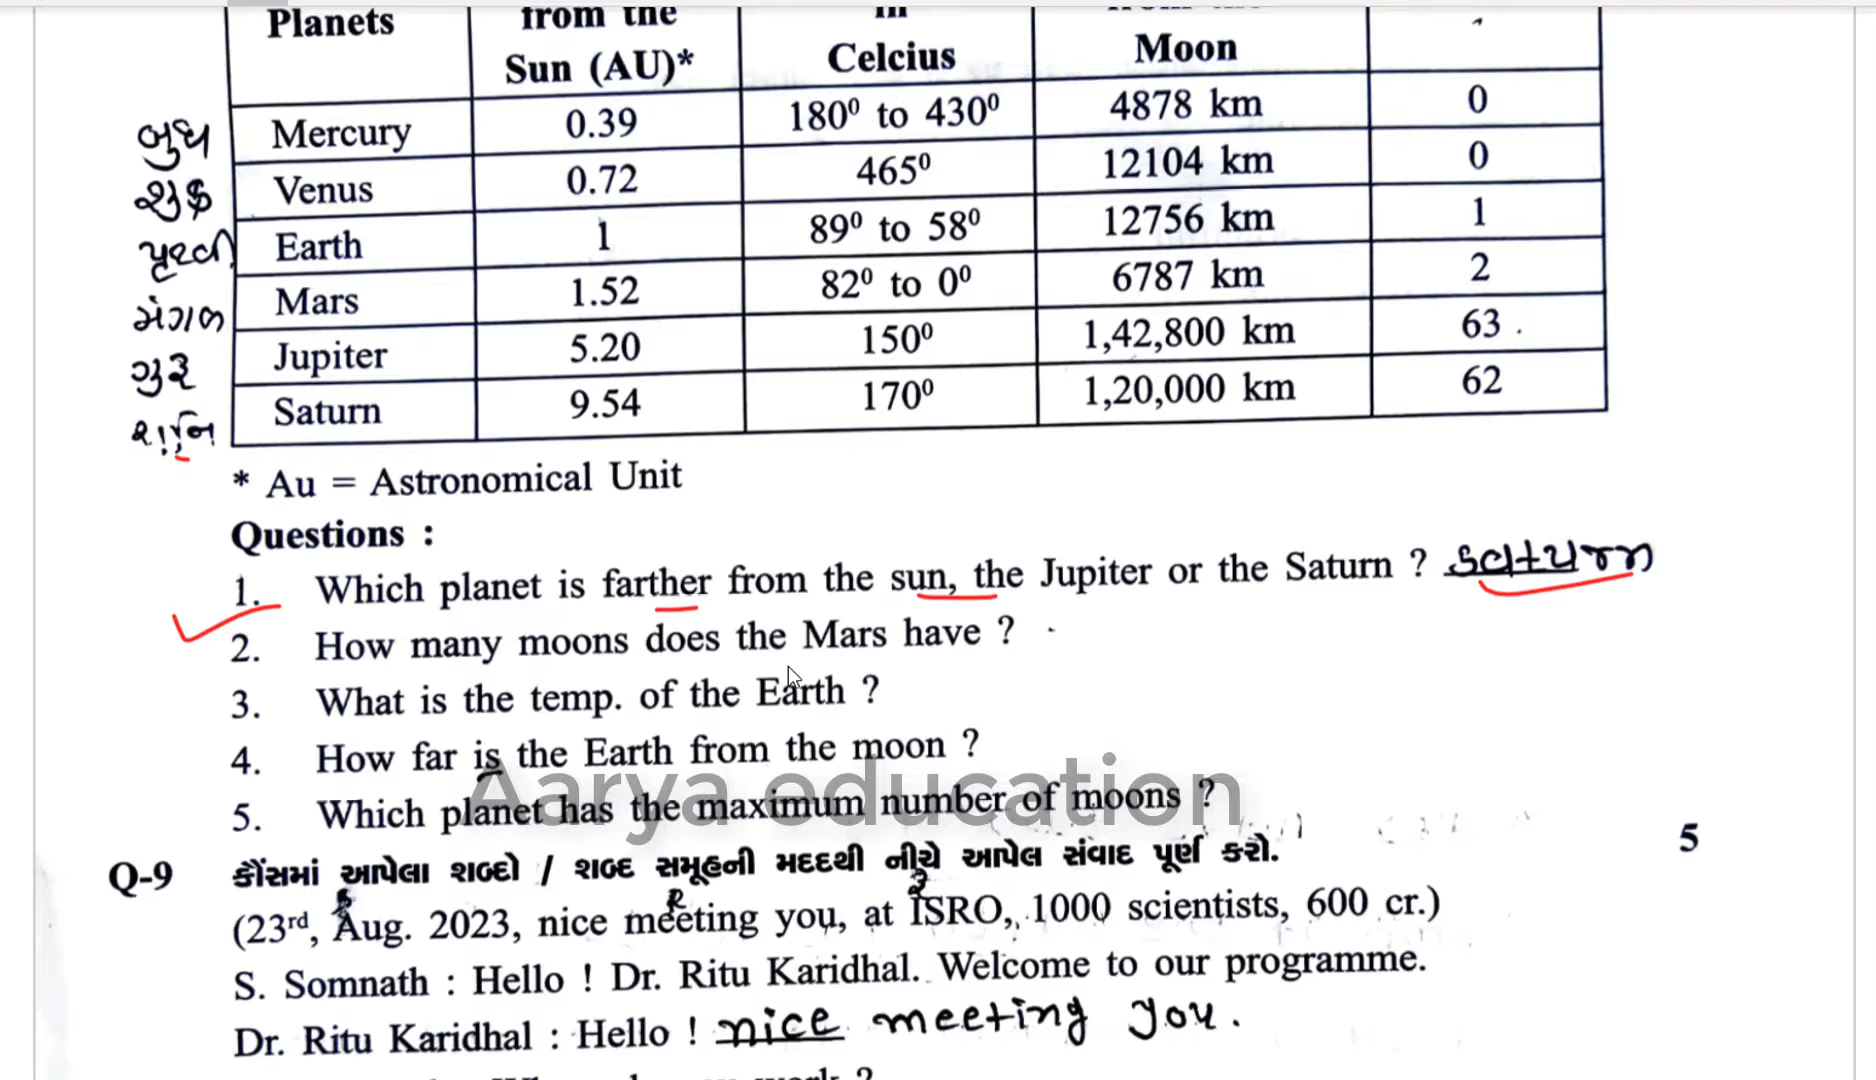 Planets from the Sun (AU)* in Celcius Moon
બુધ Mercury 0.39 180⁰ to 430⁰ 4878 km 0
શુક્ર Venus 0.72 465⁰ 12104 km 0
પૃથ્વી Earth 1 89⁰ to 58⁰ 12756 km 1
મંગળ Mars 1.52 82⁰ to 0⁰ 6787 km 2
ગુરુ Jupiter 5.20 150⁰ 1,42,800 km 63
શનિ Saturn 9.54 170⁰ 1,20,000 km 62
* Au = Astronomical Unit
Questions :
1. Which planet is farther from the sun, the Jupiter or the Saturn ?
2. How many moons does the Mars have ?
3. What is the temp. of the Earth ?
4. How far is the Earth from the moon ?
Aarya education
5. Which planet has the maximum number of moons ?
5
Q-9 કૌંસમાં આપેલા શબ્દો / શબ્દ સમૂહની મદદથી નીચે આપેલ સંવાદ પૂર્ણ કરો.
(23rd, Aug. 2023, nice meeting you, at ISRO, 1000 scientists, 600 cr.)
S. Somnath : Hello ! Dr. Ritu Karidhal. Welcome to our programme.
Dr. Ritu Karidhal : Hello ! nice meeting you.